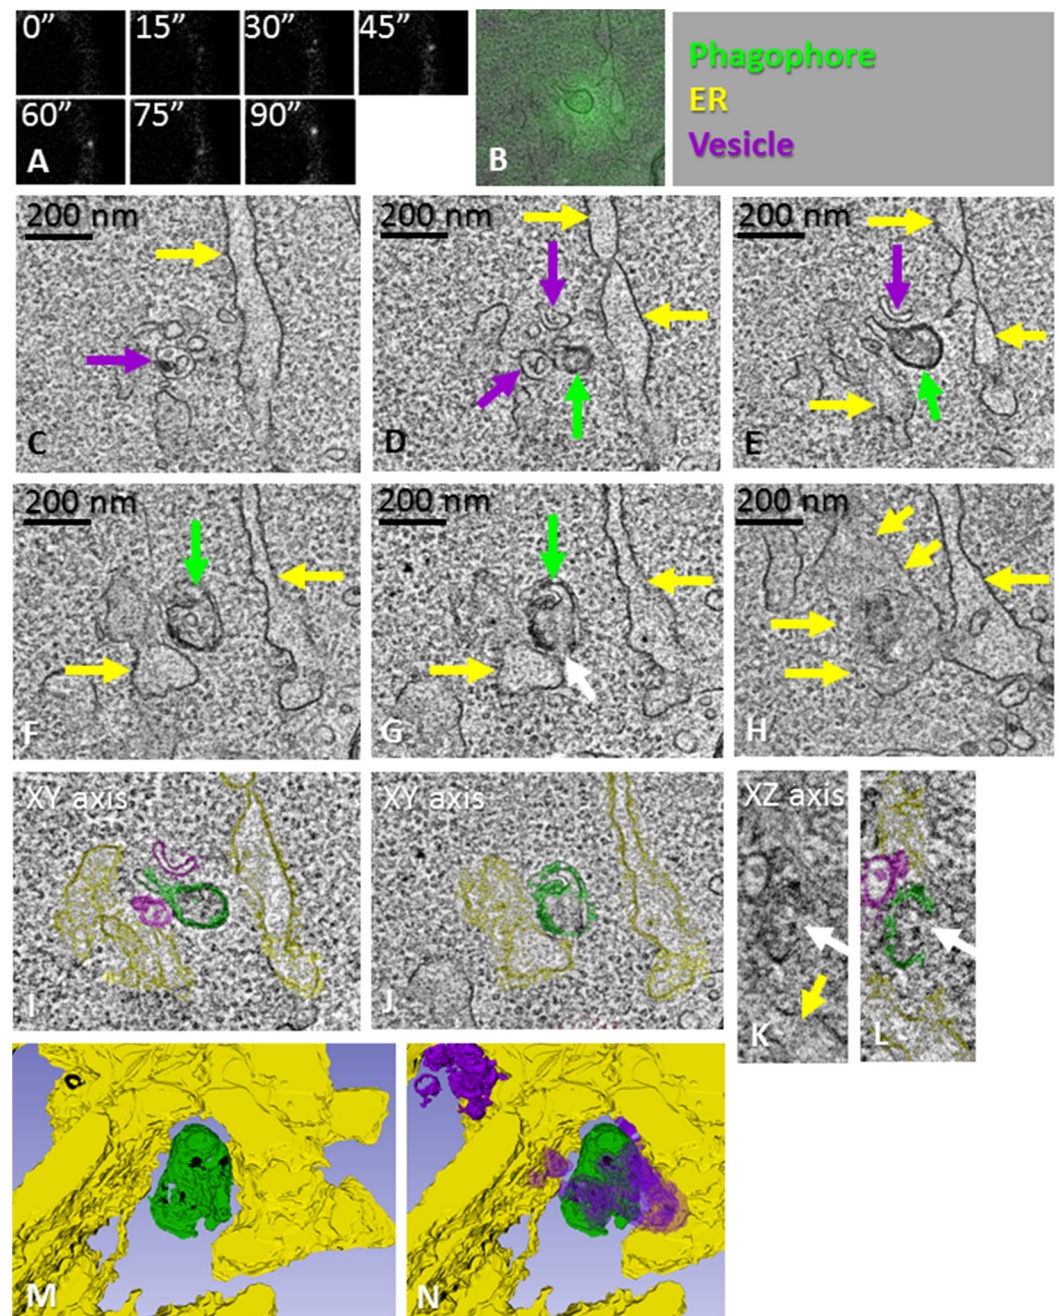 0” 15” 30” 45”
60” 75” 90”
A
B
Phagophore
ER
Vesicle
200 nm
C
200 nm
D
200 nm
E
200 nm
F
200 nm
G
200 nm
H
XY axis
I
XY axis
J
XZ axis
K
L
M
N